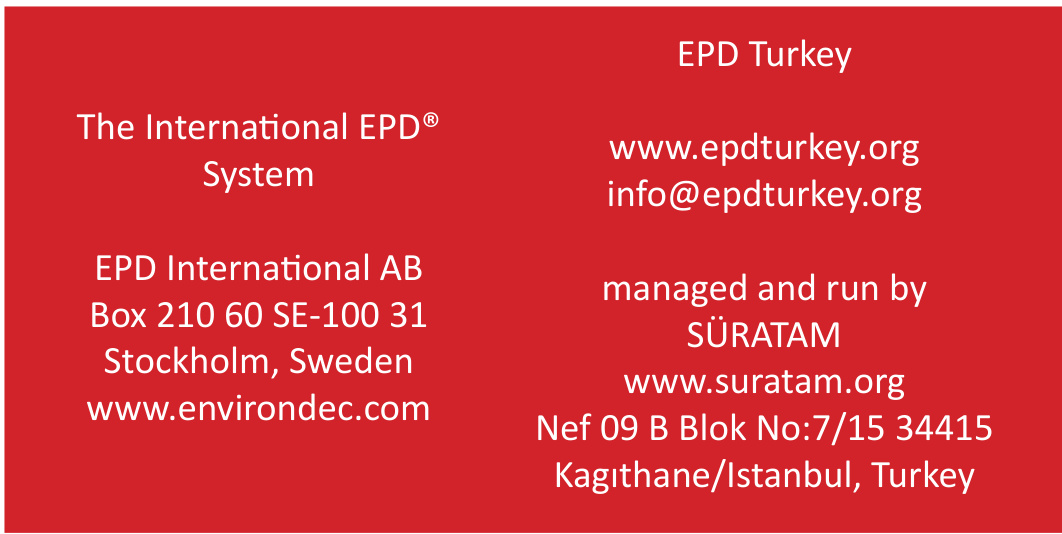 The International EPD®
System
EPD International AB
Box 210 60 SE-100 31
Stockholm, Sweden
www.environdec.com
EPD Turkey
www.epdturkey.org
info@epdturkey.org
managed and run by
SÜRATAM
www.suratam.org
Nef 09 B Blok No:7/15 34415
Kagıthane/Istanbul, Turkey